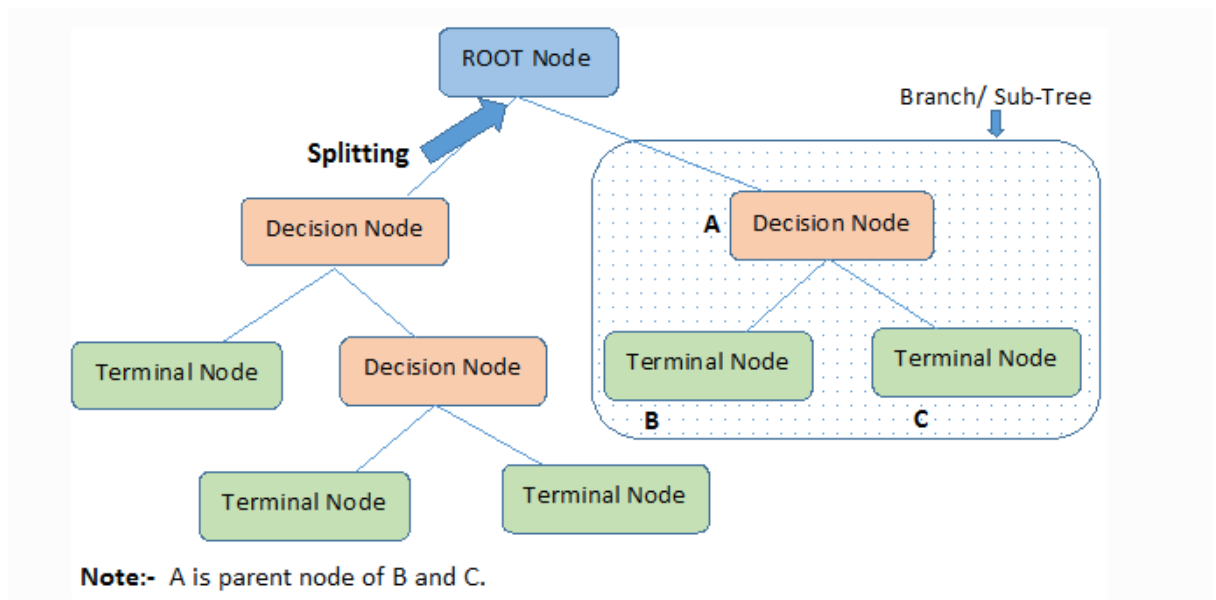 ROOT Node
Branch/ Sub-Tree
Splitting
Decision Node
A
Decision Node
Terminal Node
Decision Node
Terminal Node
Terminal Node
B
C
Terminal Node
Terminal Node
Note:- A is parent node of B and C.